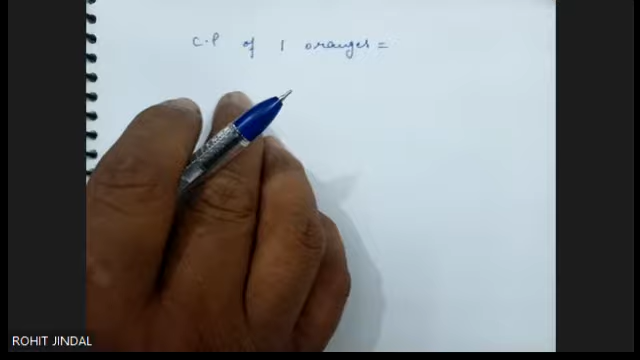 C.P of 1 oranges =
ROHIT JINDAL